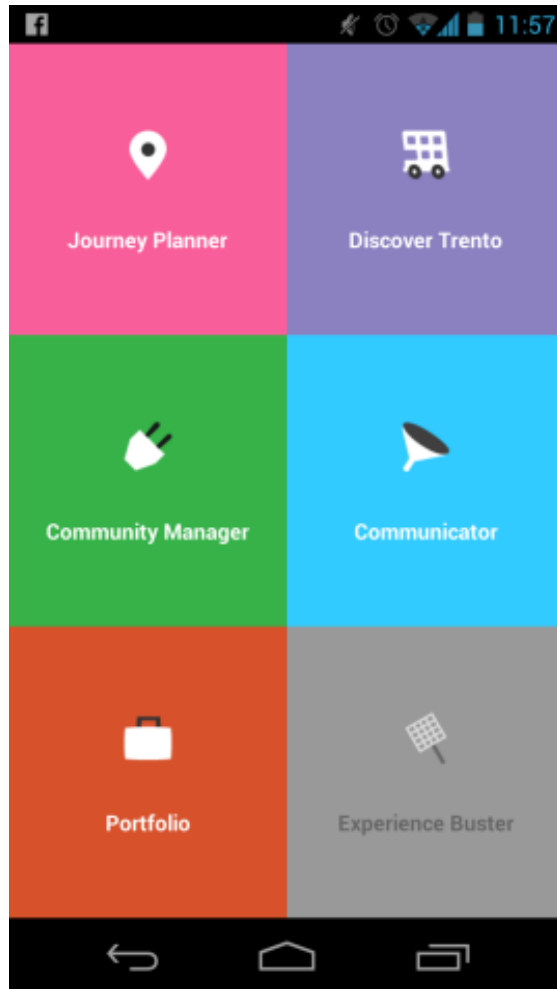 11:57
Journey Planner
Discover Trento
Community Manager
Communicator
Portfolio
Experience Buster